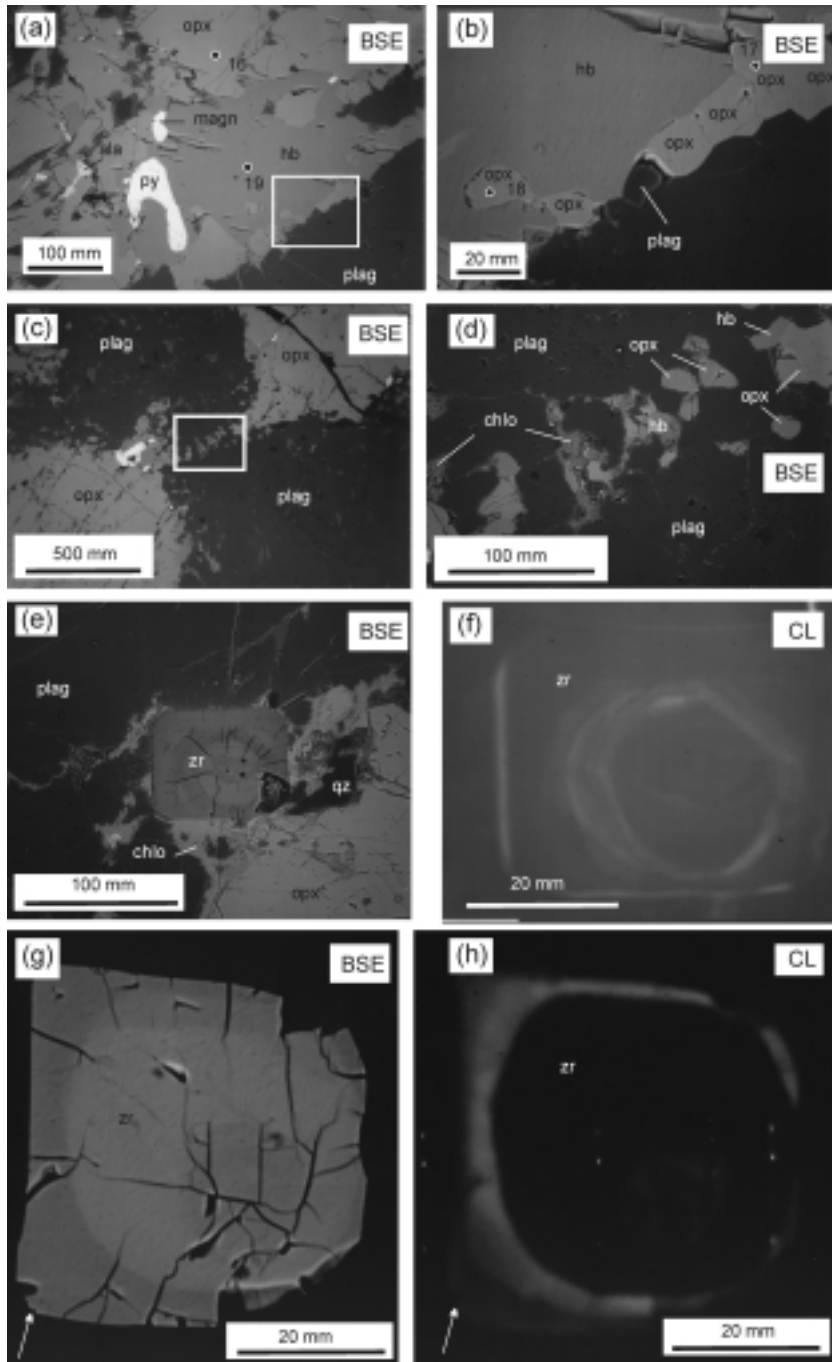 (a)
opx
BSE
16
magn
ala
hb
py
19
100 mm
plag
(b)
BSE
17
hb
opx
opx
opx
opx
opx
18
opx
plag
20 mm
(c)
BSE
plag
opx
opx
plag
500 mm
(d)
hb
plag
opx
opx
chlo
hb
BSE
plag
100 mm
(e)
BSE
plag
zr
qz
chlo
opx
100 mm
(f)
CL
zr
20 mm
(g)
BSE
zr
20 mm
(h)
CL
zr
20 mm